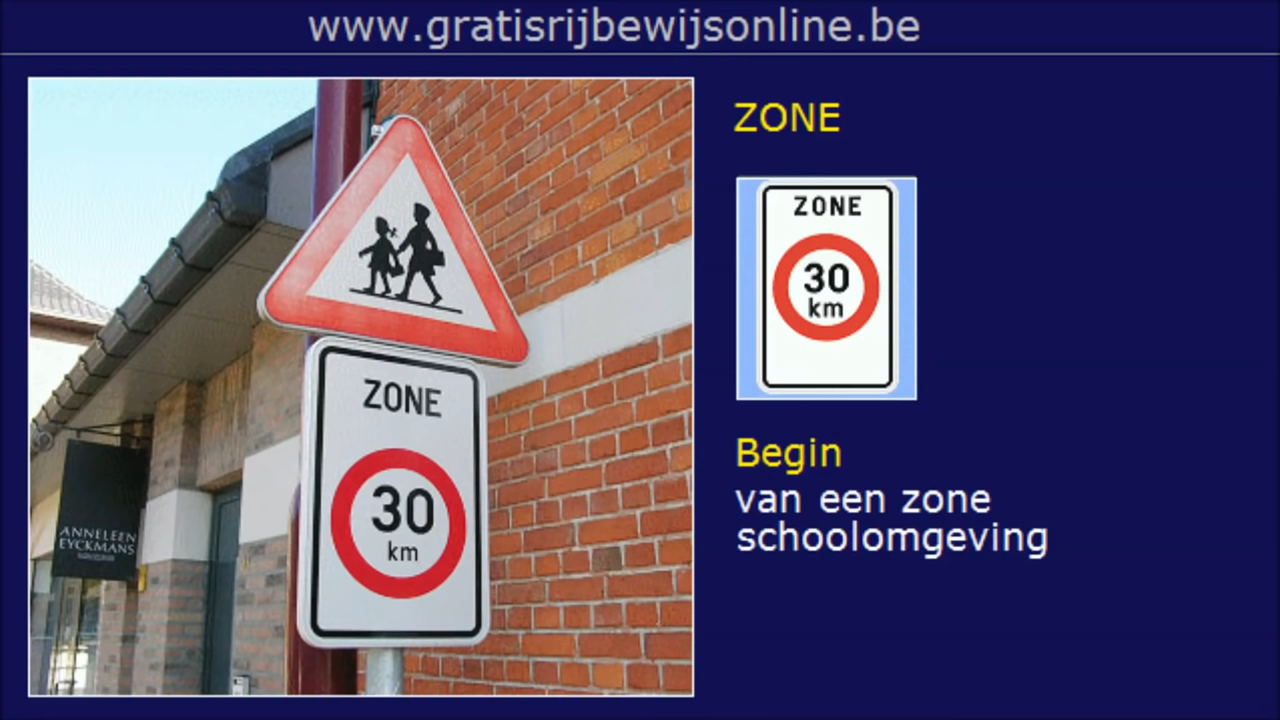 www.gratisrijbewijsonline.be
ZONE
30
km
ANNELEEN
EYCKMANS
ZONE
ZONE
30
km
Begin
van een zone
schoolomgeving